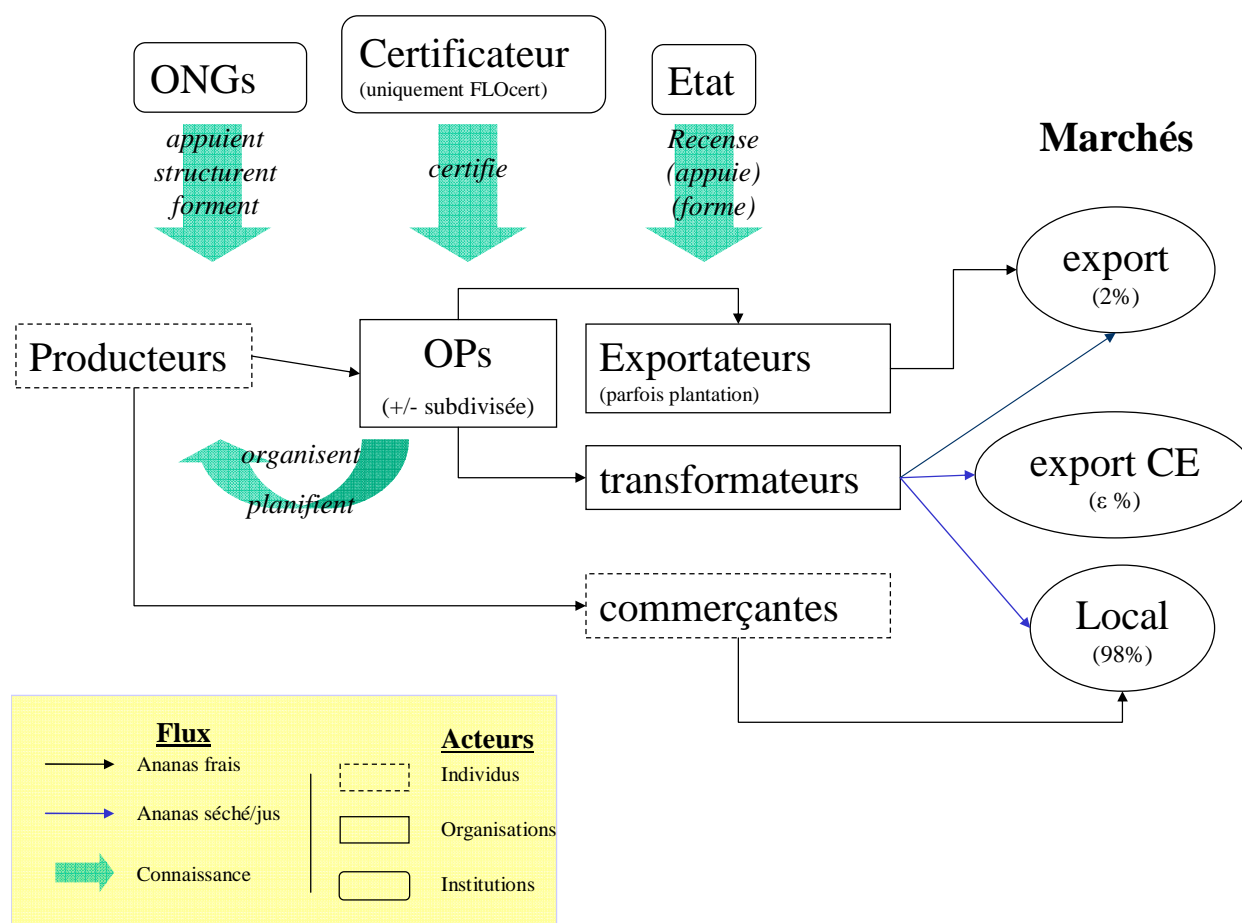 ONGs
Certificateur
(uniquement FLOcert)
Etat
appuient
structurent
forment
certifie
Recense
(appuie)
(forme)
Marchés
export
(2%)
Producteurs
OPs
(+/- subdivisée)
Exportateurs
(parfois plantation)
organisent
planifient
transformateurs
export CE
(ε %)
commerçantes
Local
(98%)
Flux
Ananas frais
Ananas séché/jus
Connaissance
Acteurs
Individus
Organisations
Institutions